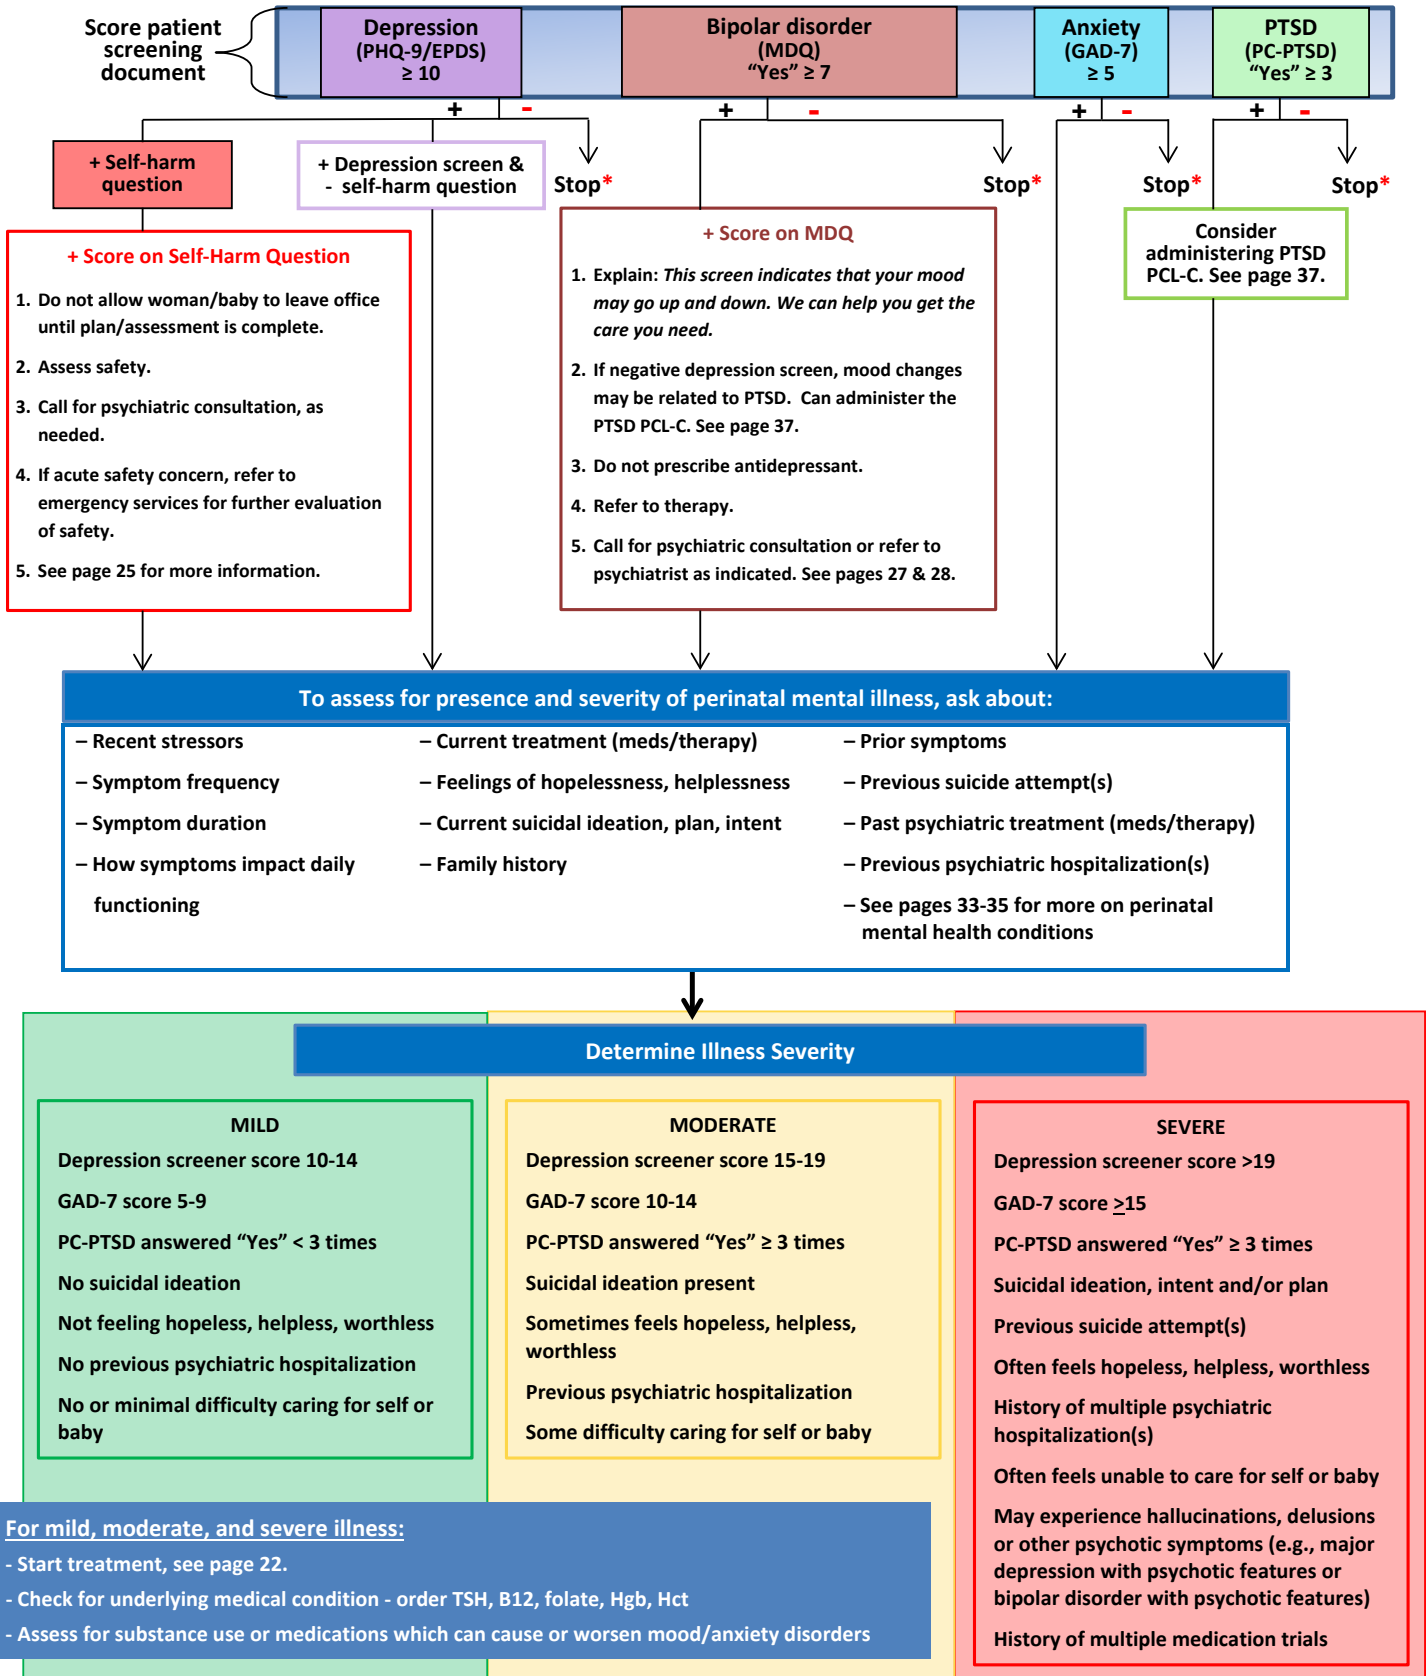 Score patient
screening
document
Depression
(PHQ-9/EPDS)
≥ 10
Bipolar disorder
(MDQ)
“Yes” ≥ 7
Anxiety
(GAD-7)
≥ 5
PTSD
(PC-PTSD)
“Yes” ≥ 3
+ -
+ -
+ -
+ -
+ Self-harm
question
+ Depression screen &
- self-harm question
Stop*
Stop*
Stop*
Stop*
+ Score on Self-Harm Question
1. Do not allow woman/baby to leave office
until plan/assessment is complete.
2. Assess safety.
3. Call for psychiatric consultation, as
needed.
4. If acute safety concern, refer to
emergency services for further evaluation
of safety.
5. See page 25 for more information.
+ Score on MDQ
1. Explain: This screen indicates that your mood
may go up and down. We can help you get the
care you need.
2. If negative depression screen, mood changes
may be related to PTSD. Can administer the
PTSD PCL-C. See page 37.
3. Do not prescribe antidepressant.
4. Refer to therapy.
5. Call for psychiatric consultation or refer to
psychiatrist as indicated. See pages 27 & 28.
Consider
administering PTSD
PCL-C. See page 37.
To assess for presence and severity of perinatal mental illness, ask about:
– Recent stressors
– Symptom frequency
– Symptom duration
– How symptoms impact daily
functioning
– Current treatment (meds/therapy)
– Feelings of hopelessness, helplessness
– Current suicidal ideation, plan, intent
– Family history
– Prior symptoms
– Previous suicide attempt(s)
– Past psychiatric treatment (meds/therapy)
– Previous psychiatric hospitalization(s)
– See pages 33-35 for more on perinatal
mental health conditions
Determine Illness Severity
MILD
Depression screener score 10-14
GAD-7 score 5-9
PC-PTSD answered “Yes” < 3 times
No suicidal ideation
Not feeling hopeless, helpless, worthless
No previous psychiatric hospitalization
No or minimal difficulty caring for self or
baby
MODERATE
Depression screener score 15-19
GAD-7 score 10-14
PC-PTSD answered “Yes” ≥ 3 times
Suicidal ideation present
Sometimes feels hopeless, helpless,
worthless
Previous psychiatric hospitalization
Some difficulty caring for self or baby
SEVERE
Depression screener score >19
GAD-7 score ≥15
PC-PTSD answered “Yes” ≥ 3 times
Suicidal ideation, intent and/or plan
Previous suicide attempt(s)
Often feels hopeless, helpless, worthless
History of multiple psychiatric
hospitalization(s)
Often feels unable to care for self or baby
May experience hallucinations, delusions
or other psychotic symptoms (e.g., major
depression with psychotic features or
bipolar disorder with psychotic features)
History of multiple medication trials
For mild, moderate, and severe illness:
- Start treatment, see page 22.
- Check for underlying medical condition - order TSH, B12, folate, Hgb, Hct
- Assess for substance use or medications which can cause or worsen mood/anxiety disorders